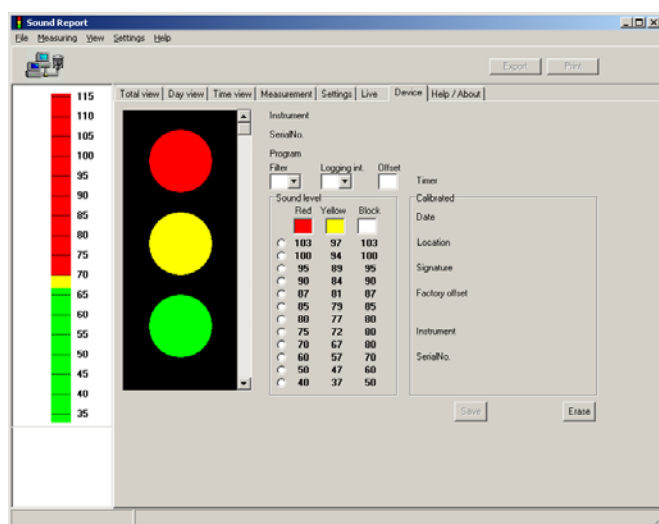 Sound Report
File Measuring View Settings Help
Export Print
115
110
105
100
95
90
85
80
75
70
65
60
55
50
45
40
35
Total view Day view Time view Measurement Settings Live Device Help / About
Instrument
SerialNo.
Program
Filter Logging int. Offset
Timer
Sound level
Red Yellow Block
103 97 103
100 94 100
95 89 95
90 84 90
87 81 87
85 79 85
80 77 80
75 72 80
70 67 80
60 57 70
50 47 60
40 37 50
Calibrated
Date
Location
Signature
Factory offset
Instrument
SerialNo.
Save Erase